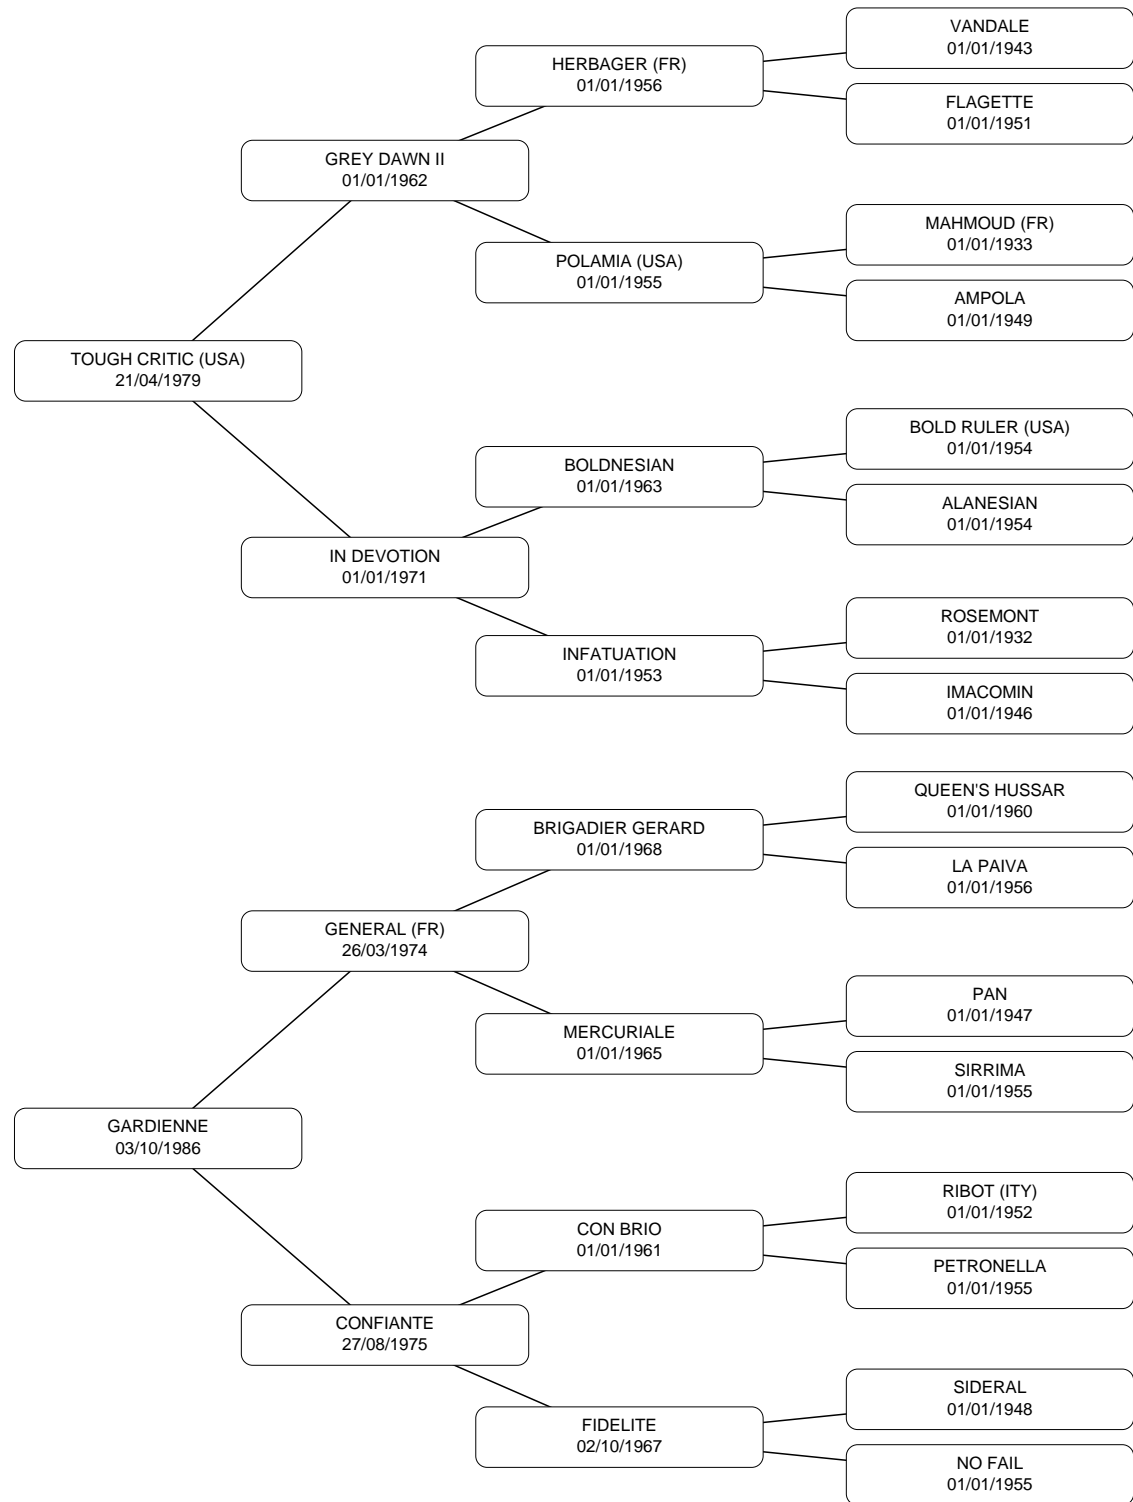 VANDALE
01/01/1943
HERBAGER (FR)
01/01/1956
FLAGETTE
01/01/1951
GREY DAWN II
01/01/1962
MAHMOUD (FR)
01/01/1933
POLAMIA (USA)
01/01/1955
AMPOLA
01/01/1949
TOUGH CRITIC (USA)
21/04/1979
BOLD RULER (USA)
01/01/1954
BOLDNESIAN
01/01/1963
ALANESIAN
01/01/1954
IN DEVOTION
01/01/1971
ROSEMONT
01/01/1932
INFATUATION
01/01/1953
IMACOMIN
01/01/1946
QUEEN'S HUSSAR
01/01/1960
BRIGADIER GERARD
01/01/1968
LA PAIVA
01/01/1956
GENERAL (FR)
26/03/1974
PAN
01/01/1947
MERCURIALE
01/01/1965
SIRRIMA
01/01/1955
GARDIENNE
03/10/1986
RIBOT (ITY)
01/01/1952
CON BRIO
01/01/1961
PETRONELLA
01/01/1955
CONFIANTE
27/08/1975
SIDERAL
01/01/1948
FIDELITE
02/10/1967
NO FAIL
01/01/1955